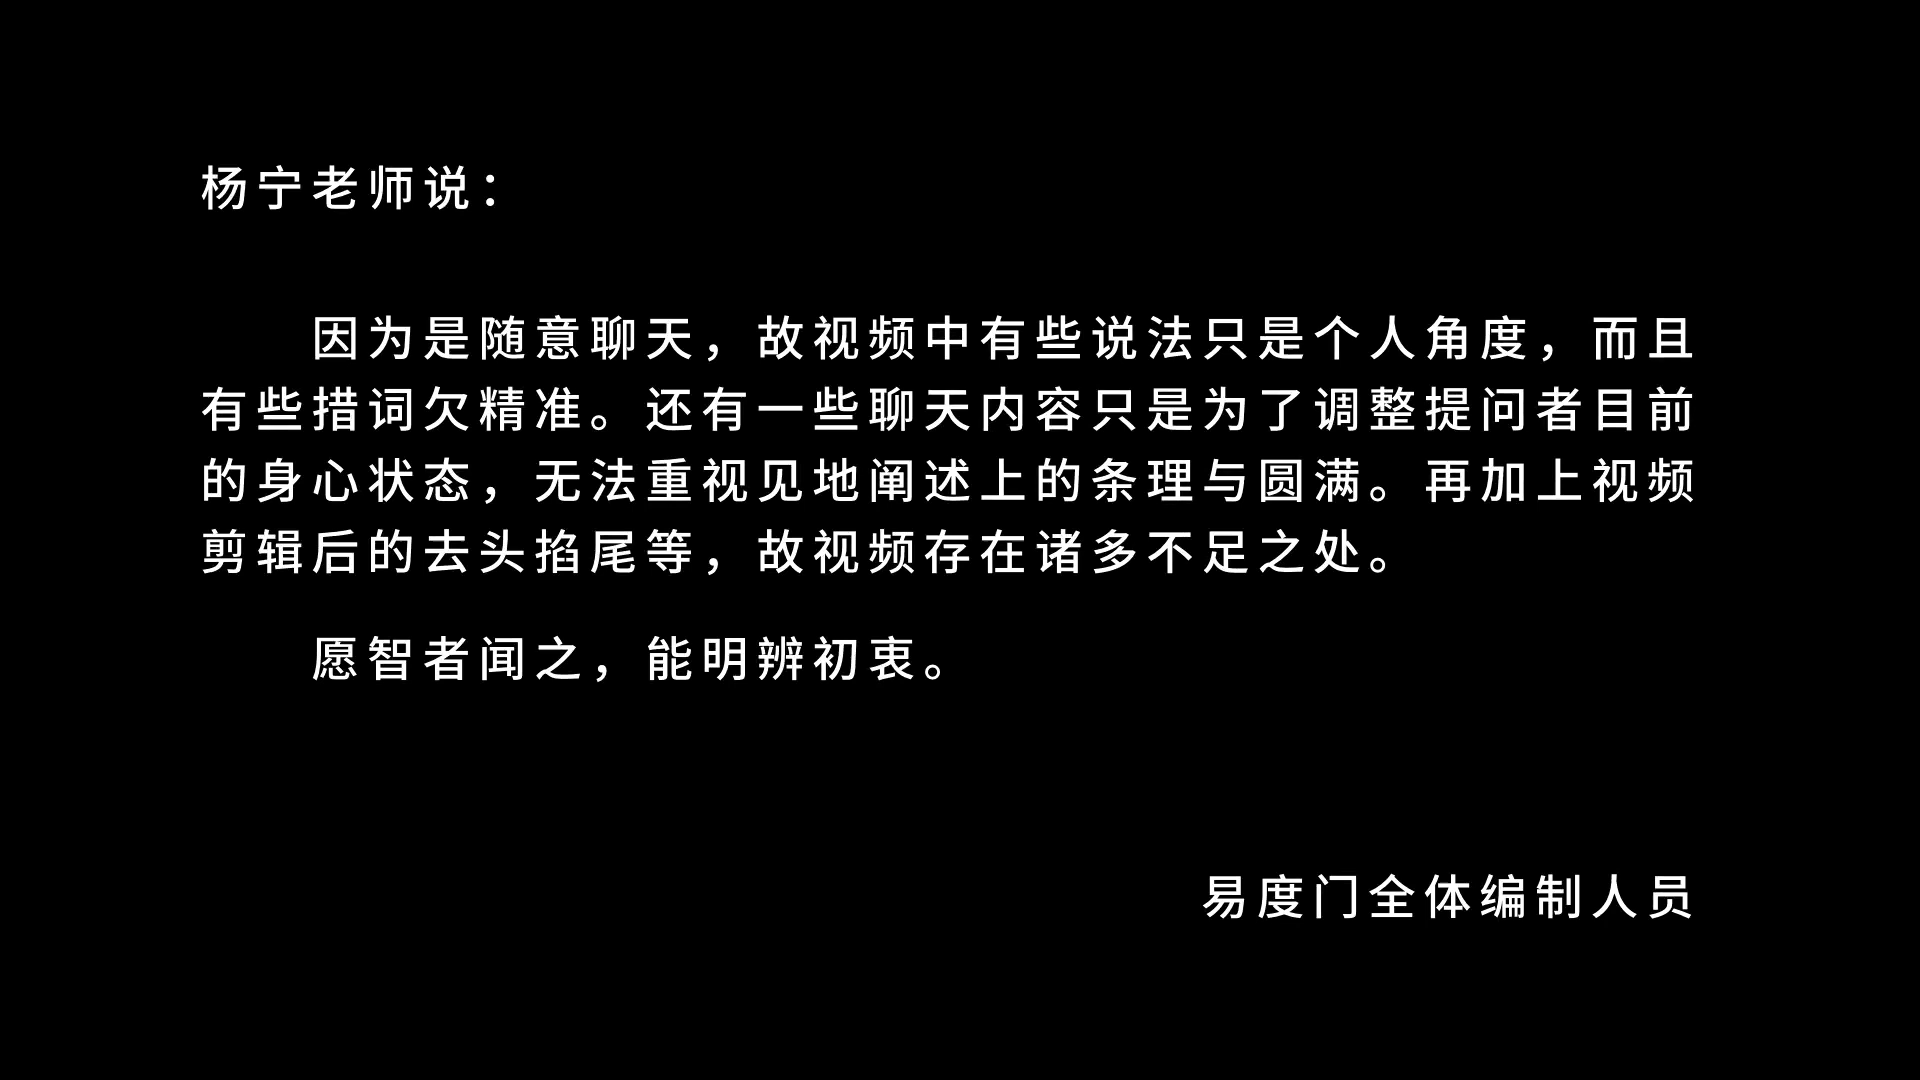 杨宁老师说：
因为是随意聊天，故视频中有些说法只是个人角度，而且
有些措词欠精准。还有一些聊天内容只是为了调整提问者目前
的身心状态，无法重视见地阐述上的条理与圆满。再加上视频
剪辑后的去头掐尾等，故视频存在诸多不足之处。
愿智者闻之，能明辨初衷。
易度门全体编制人员